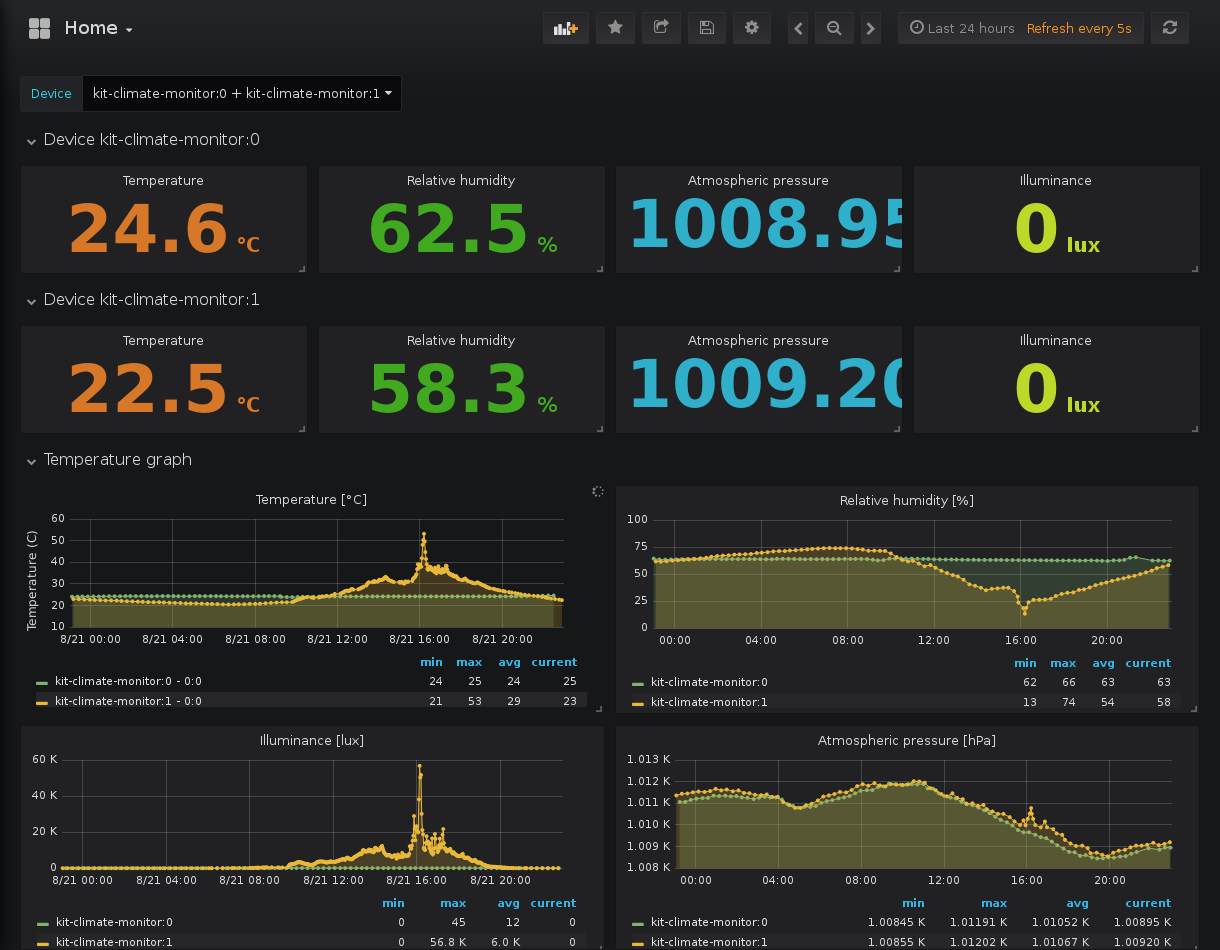 Home
Last 24 hours Refresh every 5s
Device kit-climate-monitor:0 + kit-climate-monitor:1
Device kit-climate-monitor:0
Temperature Relative humidity Atmospheric pressure Illuminance
24.6 °C 62.5 % 1008.95 0 lux
Device kit-climate-monitor:1
Temperature Relative humidity Atmospheric pressure Illuminance
22.5 °C 58.3 % 1009.20 0 lux
Temperature graph
Temperature [°C]
Temperature (C)
60
50
40
30
20
10
8/21 00:00 8/21 04:00 8/21 08:00 8/21 12:00 8/21 16:00 8/21 20:00
min max avg current
kit-climate-monitor:0 - 0:0 24 25 24 25
kit-climate-monitor:1 - 0:0 21 53 29 23
Relative humidity [%]
100
75
50
25
0
00:00 04:00 08:00 12:00 16:00 20:00
min max avg current
kit-climate-monitor:0 62 66 63 63
kit-climate-monitor:1 13 74 54 58
Illuminance [lux]
60 K
40 K
20 K
0
8/21 00:00 8/21 04:00 8/21 08:00 8/21 12:00 8/21 16:00 8/21 20:00
min max avg current
kit-climate-monitor:0 0 45 12 0
kit-climate-monitor:1 0 56.8 K 6.0 K 0
Atmospheric pressure [hPa]
1.013 K
1.012 K
1.011 K
1.010 K
1.009 K
1.008 K
00:00 04:00 08:00 12:00 16:00 20:00
min max avg current
kit-climate-monitor:0 1.00845 K 1.01191 K 1.01052 K 1.00895 K
kit-climate-monitor:1 1.00855 K 1.01202 K 1.01067 K 1.00920 K